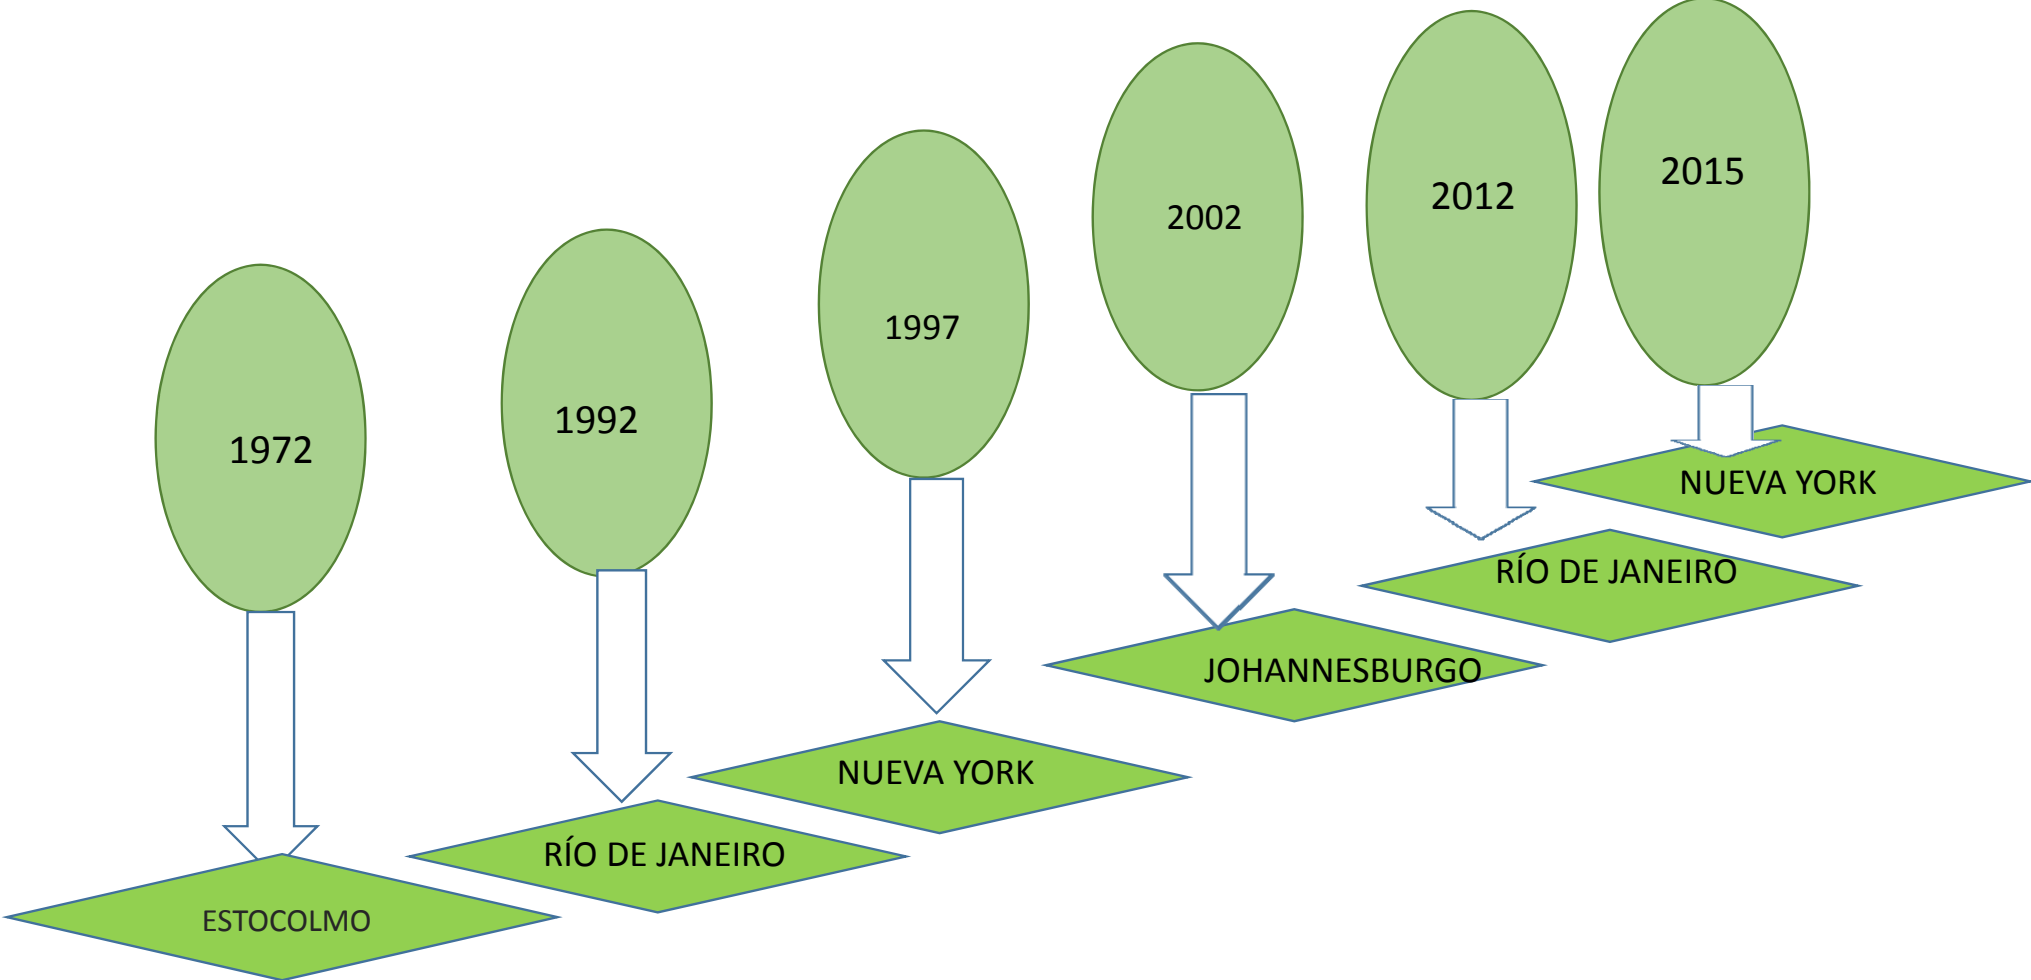 1972
ESTOCOLMO
1992
RÍO DE JANEIRO
1997
NUEVA YORK
2002
JOHANNESBURGO
2012
RÍO DE JANEIRO
2015
NUEVA YORK